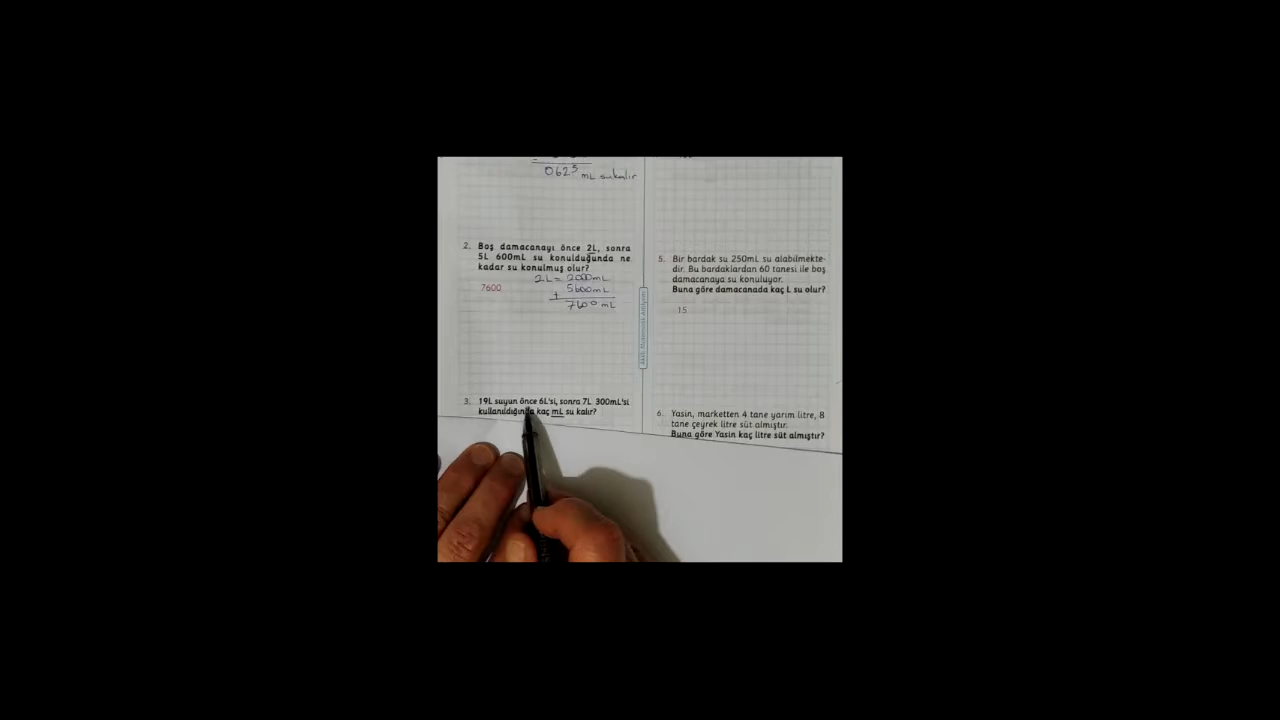 0625 mL su kalır
2. Boş damacanayı önce 2L, sonra
5L 600mL su konulduğunda ne
kadar su konulmuş olur?
2L = 2000mL
7600
5600mL
+
7600 mL
3. 19L suyun önce 6L'si, sonra 7L 300mL'si
kullanıldığında kaç mL su kalır?
5. Bir bardak su 250mL su alabilmekte-
dir. Bu bardaklardan 60 tanesi ile boş
damacanaya su konuluyor.
Buna göre damacanada kaç L su olur?
15
6. Yasin, marketten 4 tane yarım litre, 8
tane çeyrek litre süt almıştır.
Buna göre Yasin kaç litre süt almıştır?